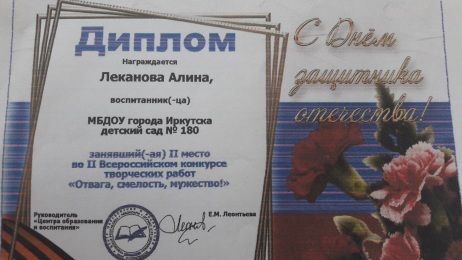 Диплом
Награждается
Леканова Алина,
воспитанник(-ца)
МБДОУ города Иркутска
детский сад № 180
занявший(-ая) II место
во II Всероссийском конкурсе
творческих работ
«Отвага, смелость, мужество!»
Руководитель
«Центра образования
и воспитания»
Е.М. Леонтьева
С Днём
защитника
отечества!